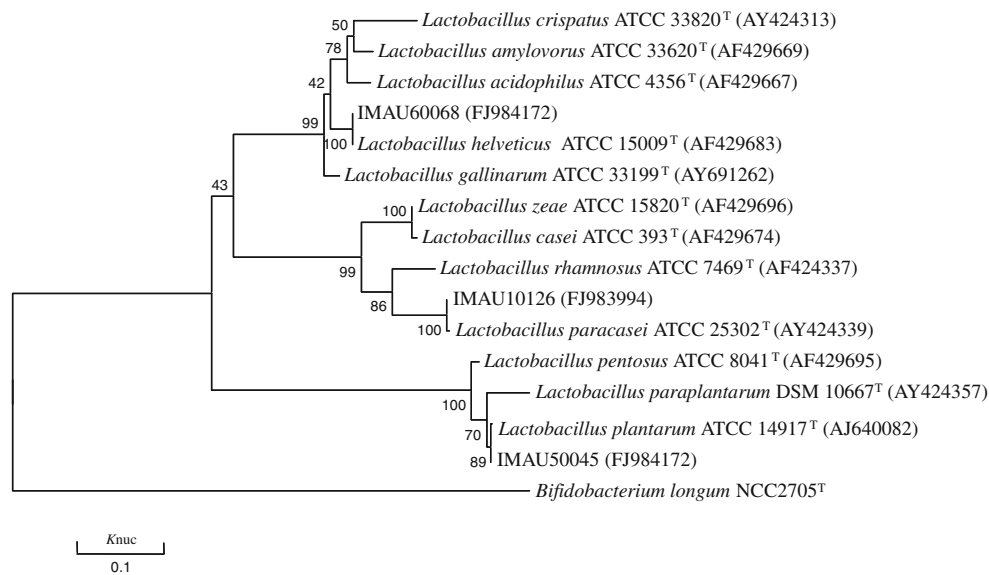 50
Lactobacillus crispatus ATCC 33820T (AY424313)
78
Lactobacillus amylovorus ATCC 33620T (AF429669)
42
Lactobacillus acidophilus ATCC 4356T (AF429667)
IMAU60068 (FJ984172)
99
100
Lactobacillus helveticus ATCC 15009T (AF429683)
Lactobacillus gallinarum ATCC 33199T (AY691262)
43
100
Lactobacillus zeae ATCC 15820T (AF429696)
Lactobacillus casei ATCC 393T (AF429674)
99
Lactobacillus rhamnosus ATCC 7469T (AF424337)
86
IMAU10126 (FJ983994)
100
Lactobacillus paracasei ATCC 25302T (AY424339)
Lactobacillus pentosus ATCC 8041T (AF429695)
100
Lactobacillus paraplantarum DSM 10667T (AY424357)
70
Lactobacillus plantarum ATCC 14917T (AJ640082)
89
IMAU50045 (FJ984172)
Bifidobacterium longum NCC2705T
Knuc
0.1